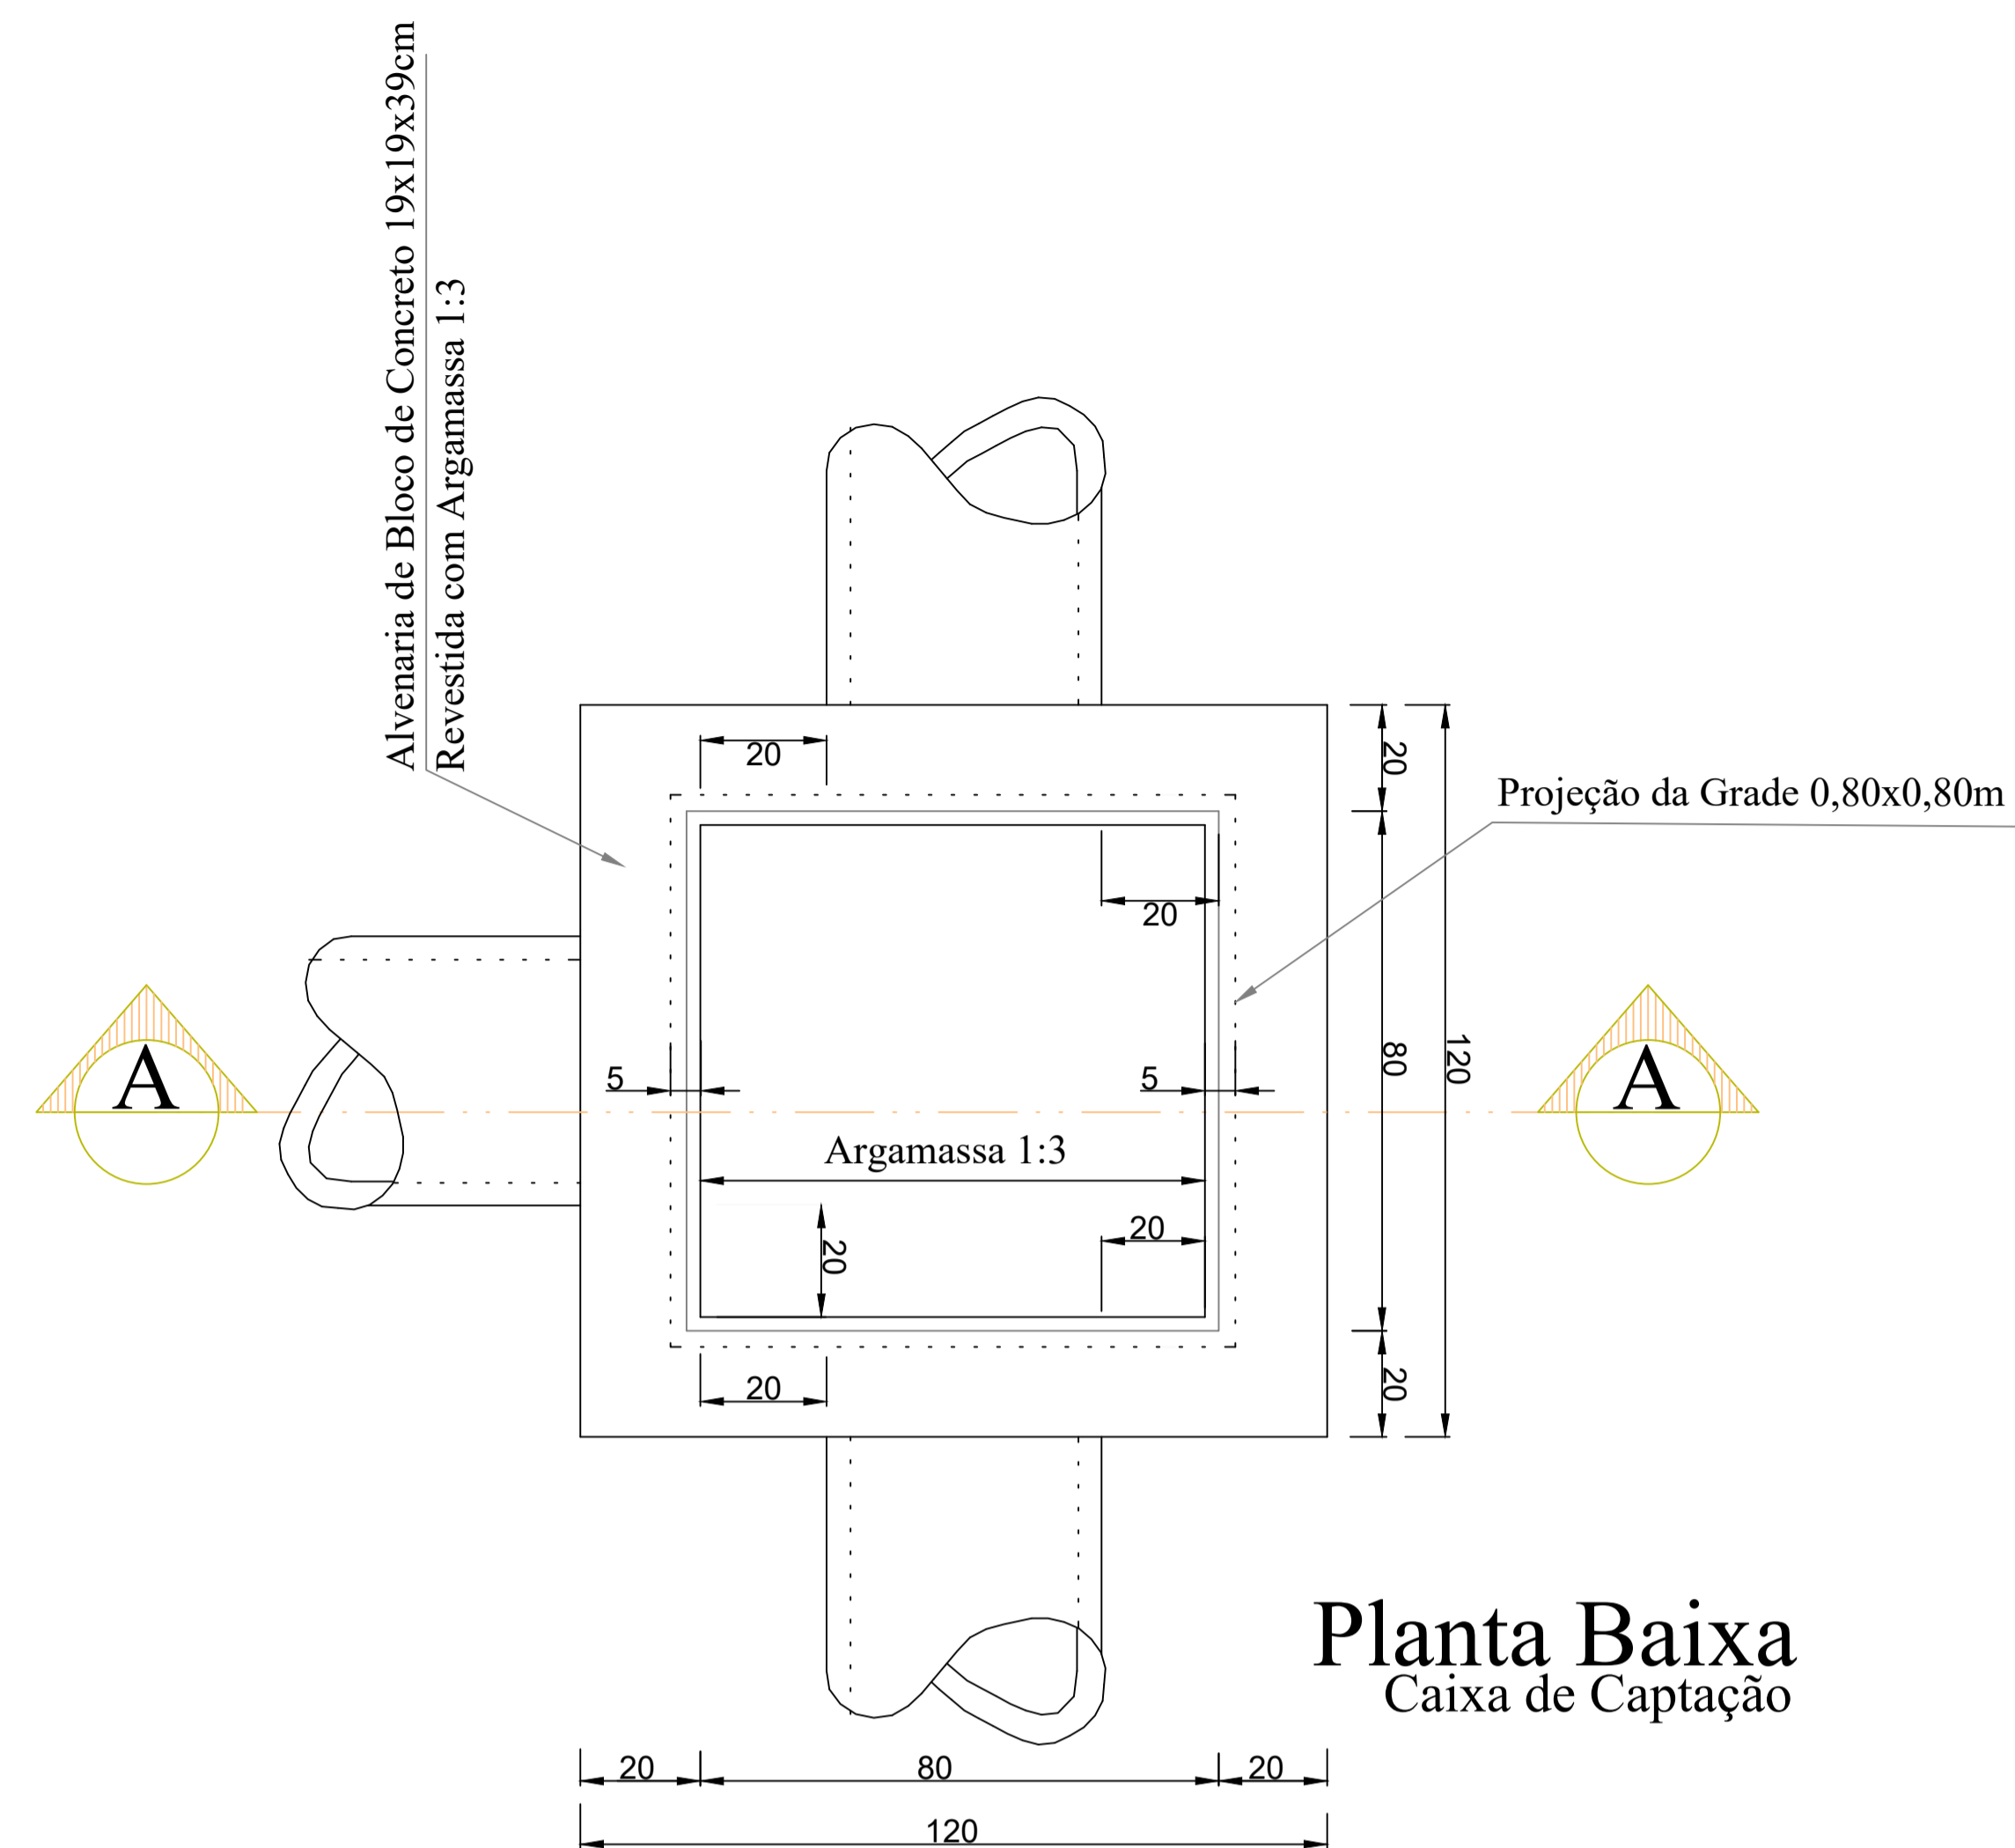 Alvenaria de Bloco de Concreto 19x19x39cm
Revestida com Argamassa 1:3
20
20
120
80
20
Projeção da Grade 0,80x0,80m
20
A
5
5
A
Argamassa 1:3
20
20
20
Planta Baixa
Caixa de Captação
20
80
20
120